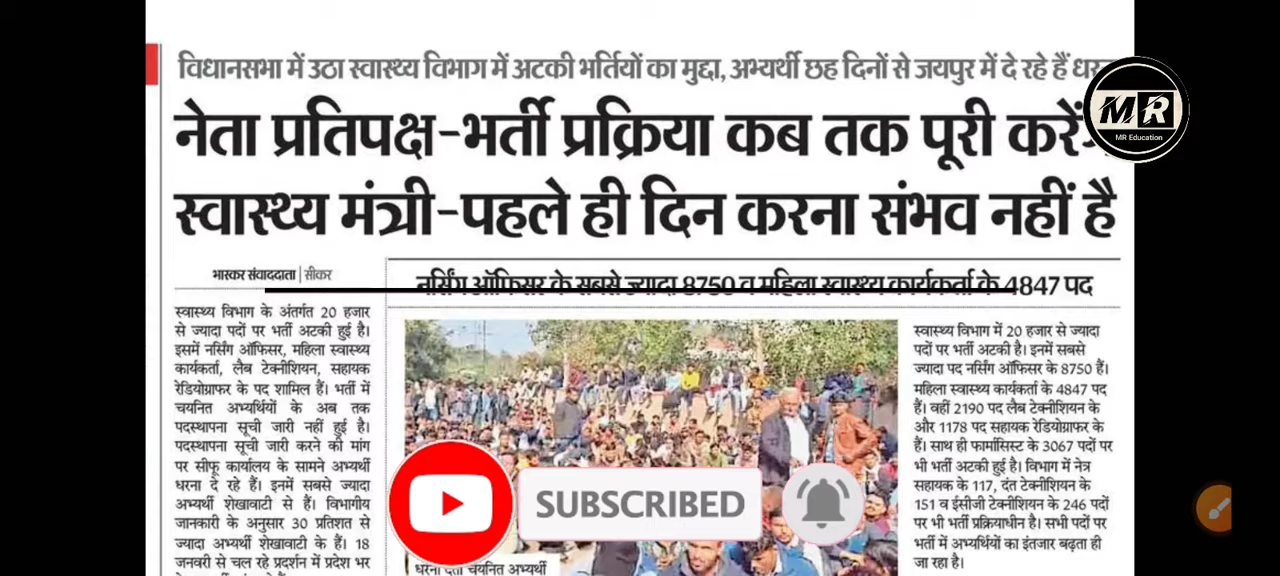 विधानसभा में उठा स्वास्थ्य विभाग में अटकी भर्तियों का मुद्दा, अभ्यर्थी छह दिनों से जयपुर में दे रहे हैं
नेता प्रतिपक्ष-भर्ती प्रक्रिया कब तक पूरी
स्वास्थ्य मंत्री-पहले ही दिन करना संभव नहीं है
MR
MR Education
भास्कर संवाददाता | सीकर
स्वास्थ्य विभाग के अंतर्गत 20 हजार
से ज्यादा पदों पर भर्ती अटकी हुई है।
इसमें नर्सिंग ऑफिसर, महिला स्वास्थ्य
कार्यकर्ता, लैब टेक्नीशियन, सहायक
रेडियोग्राफर के पद शामिल हैं। भर्ती में
चयनित अभ्यर्थियों के अब तक
पदस्थापना सूची जारी नहीं हुई है।
पदस्थापना सूची जारी करने की मांग
पर सीफू कार्यालय के सामने अभ्यर्थी
धरना दे रहे हैं। इनमें सबसे ज्यादा
अभ्यर्थी शेखावाटी से हैं। विभागीय
जानकारी के अनुसार 30 प्रतिशत से
ज्यादा अभ्यर्थी शेखावाटी के हैं। 18
जनवरी से चल रहे प्रदर्शन में प्रदेश भर
नर्सिंग ऑफिसर के सबसे ज्यादा 8750 व महिला स्वास्थ्य कार्यकर्ता के 4847 पद
स्वास्थ्य विभाग में 20 हजार से ज्यादा
पदों पर भर्ती अटकी है। इनमें सबसे
ज्यादा पद नर्सिंग ऑफिसर के 8750 हैं।
महिला स्वास्थ्य कार्यकर्ता के 4847 पद
हैं। वहीं 2190 पद लैब टेक्नीशियन के
और 1178 पद सहायक रेडियोग्राफर के
हैं। साथ ही फार्मासिस्ट के 3067 पदों पर
भी भर्ती अटकी हुई है। विभाग में नेत्र
सहायक के 117, दंत टेक्नीशियन के
151 व ईसीजी टेक्नीशियन के 246 पदों
पर भी भर्ती प्रक्रियाधीन है। सभी पदों पर
भर्ती में अभ्यर्थियों का इंतजार बढ़ता ही
जा रहा है।
SUBSCRIBED
धरना देते चयनित अभ्यर्थी